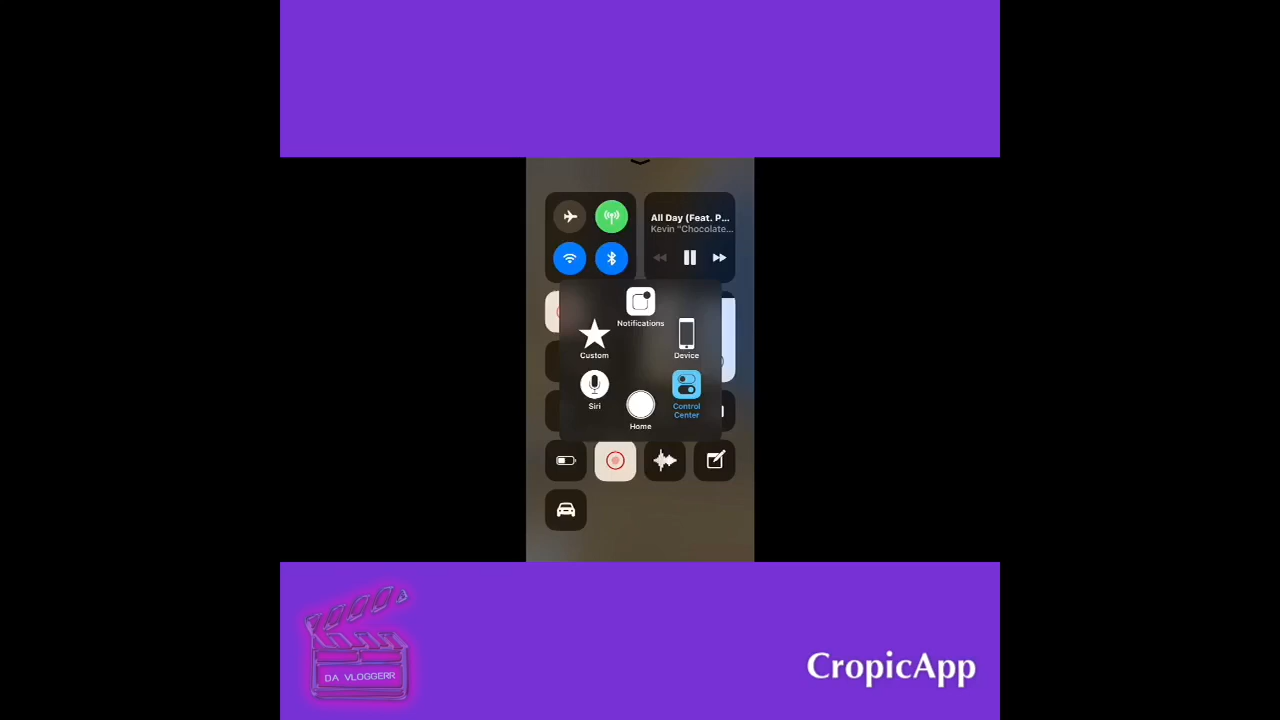 All Day (Feat. P...
Kevin "Chocolate...
Notifications
Custom
Device
Siri
Control
Center
Home
DA VLOGGERR
CropicApp